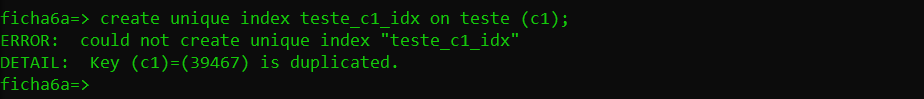 ficha6a=> create unique index teste_c1_idx on teste (c1);
ERROR:  could not create unique index "teste_c1_idx"
DETAIL:  Key (c1)=(39467) is duplicated.
ficha6a=>